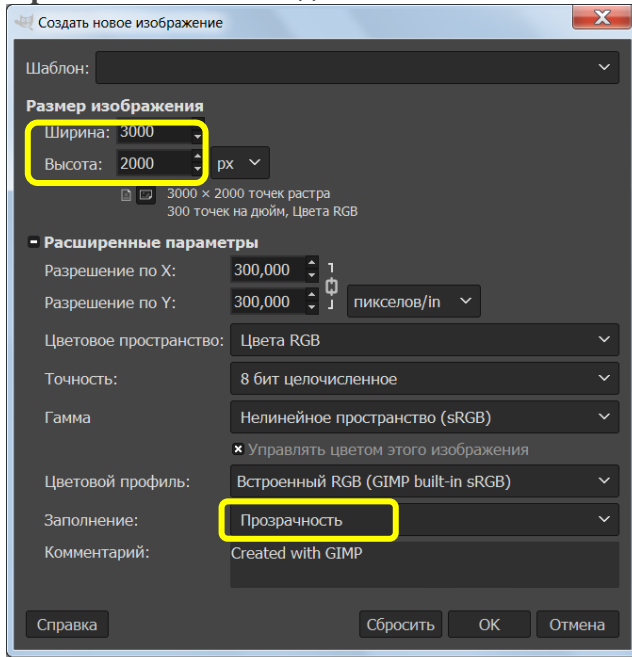 Создать новое изображение
Шаблон:
Размер изображения
Ширина: 3000
Высота: 2000 px
3000 × 2000 точек растра
300 точек на дюйм, Цвета RGB
Расширенные параметры
Разрешение по X: 300,000
Разрешение по Y: 300,000 пикселов/in
Цветовое пространство: Цвета RGB
Точность: 8 бит целочисленное
Гамма Нелинейное пространство (sRGB)
Управлять цветом этого изображения
Цветовой профиль: Встроенный RGB (GIMP built-in sRGB)
Заполнение: Прозрачность
Комментарий: Created with GIMP
Справка Сбросить OK Отмена